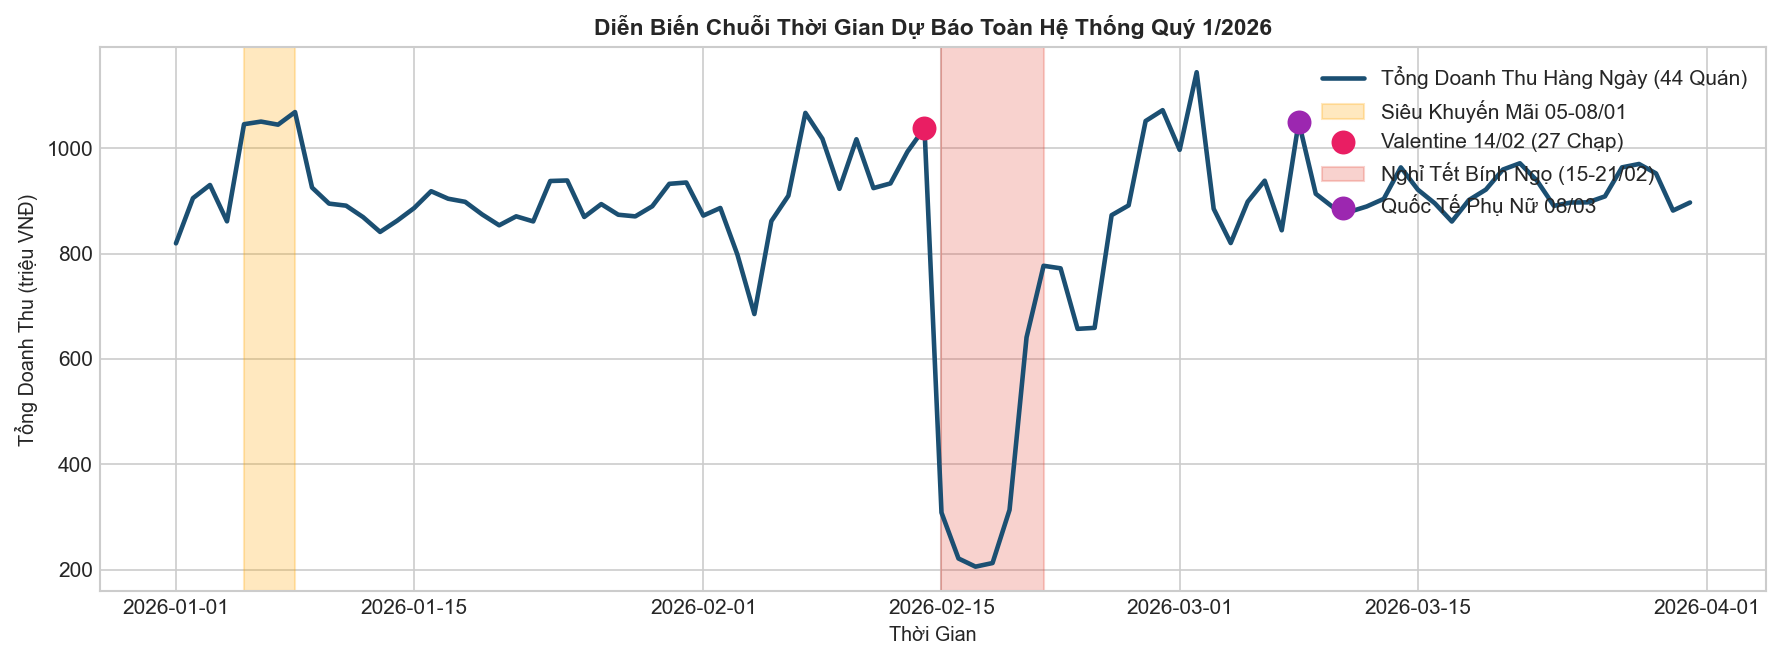 Diễn Biến Chuỗi Thời Gian Dự Báo Toàn Hệ Thống Quý 1/2026
Tổng Doanh Thu Hàng Ngày (44 Quán)
Siêu Khuyến Mãi 05-08/01
Valentine 14/02 (27 Chạp)
Nghỉ Tết Bính Ngọ (15-21/02)
Quốc Tế Phụ Nữ 08/03
Tổng Doanh Thu (triệu VNĐ)
1000
800
600
400
200
2026-01-01 2026-01-15 2026-02-01 2026-02-15 2026-03-01 2026-03-15 2026-04-01
Thời Gian